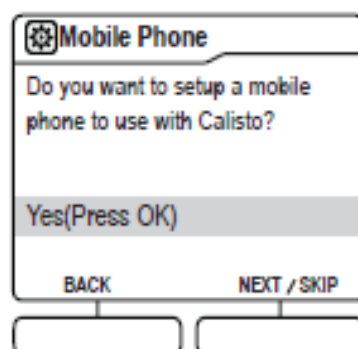 Mobile Phone
Do you want to setup a mobile
phone to use with Calisto?
Yes(Press OK)
BACK NEXT / SKIP